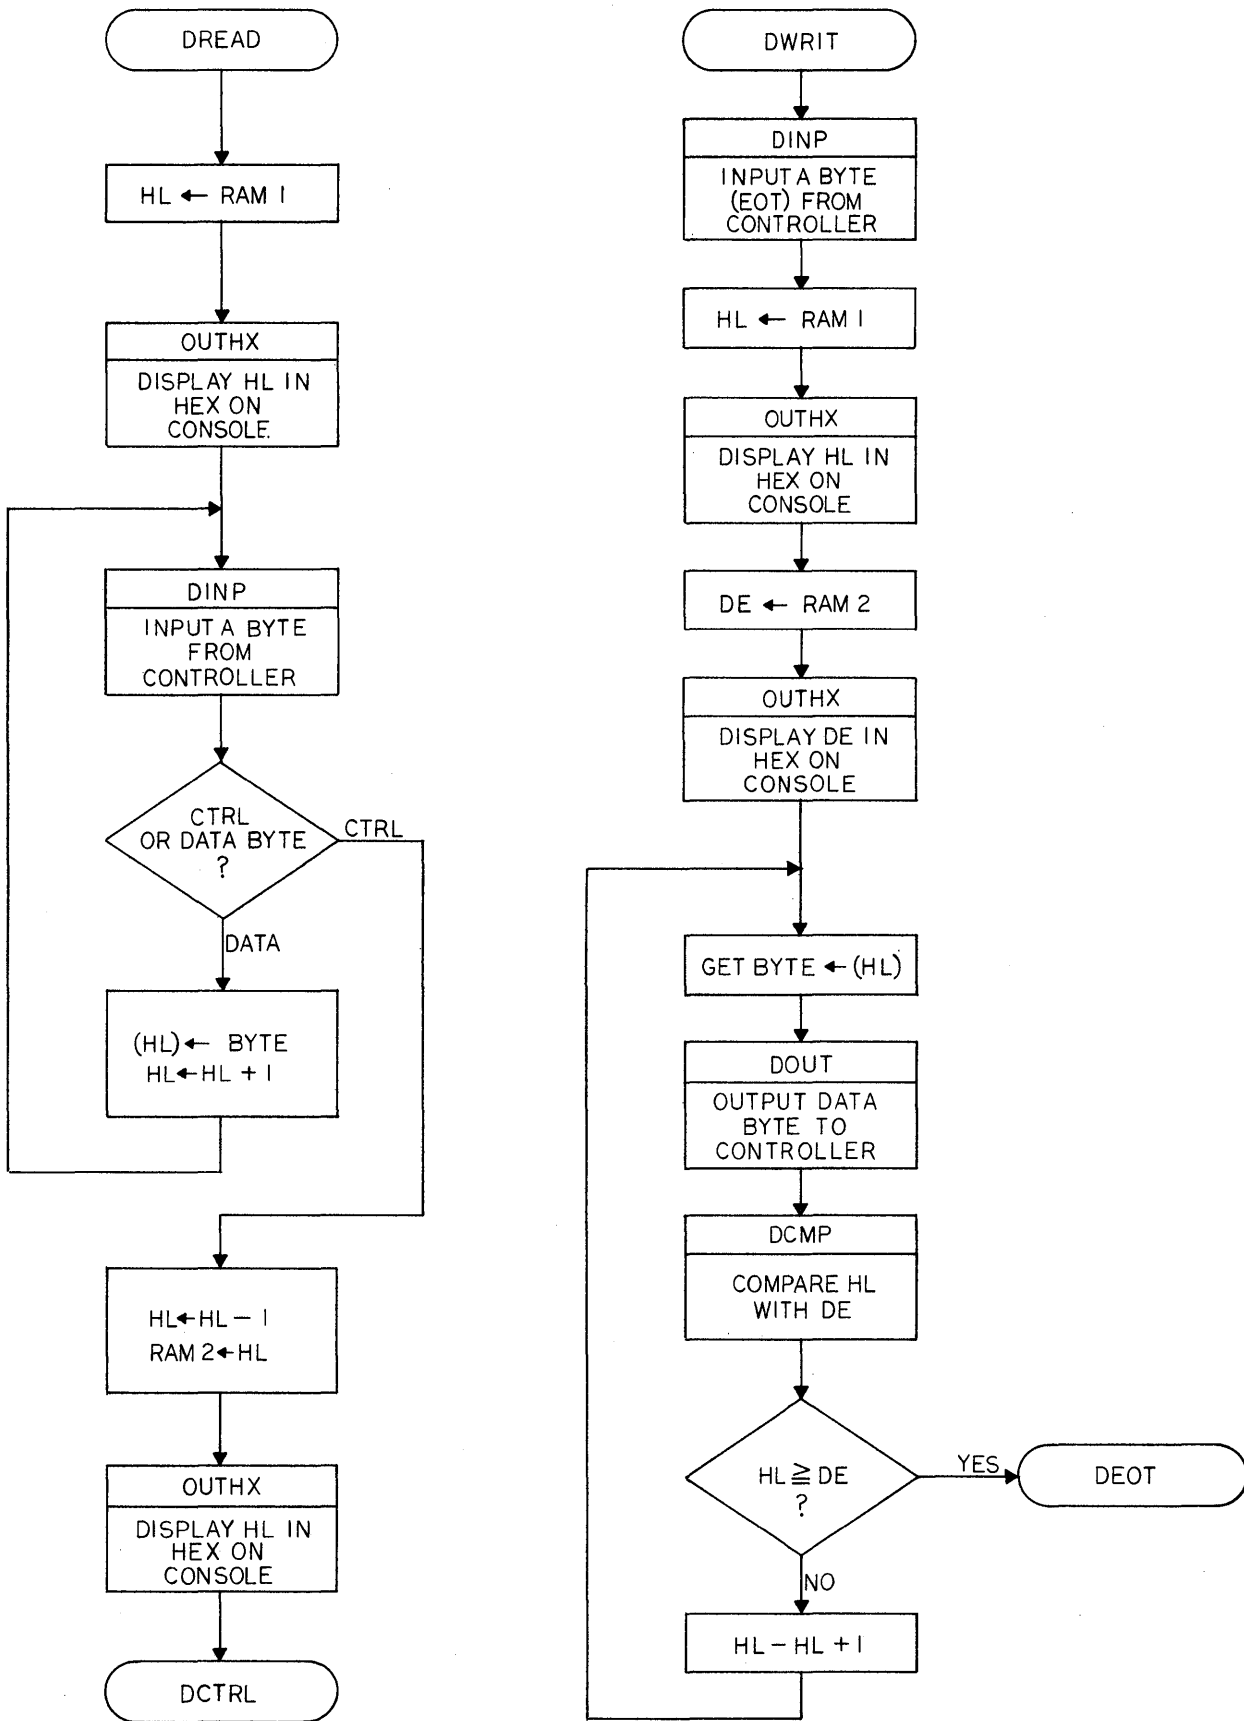 DREAD
HL ← RAM 1
OUTHX
DISPLAY HL IN
HEX ON
CONSOLE.
DINP
INPUT A BYTE
FROM
CONTROLLER
CTRL
OR DATA BYTE
?
CTRL
DATA
(HL) ← BYTE
HL ← HL + 1
HL ← HL – 1
RAM 2 ← HL
OUTHX
DISPLAY HL IN
HEX ON
CONSOLE
DCTRL
DWRIT
DINP
INPUT A BYTE
(EOT) FROM
CONTROLLER
HL ← RAM 1
OUTHX
DISPLAY HL IN
HEX ON
CONSOLE
DE ← RAM 2
OUTHX
DISPLAY DE IN
HEX ON
CONSOLE
GET BYTE ← (HL)
DOUT
OUTPUT DATA
BYTE TO
CONTROLLER
DCMP
COMPARE HL
WITH DE
HL ≧ DE
?
YES
DEOT
NO
HL – HL + 1